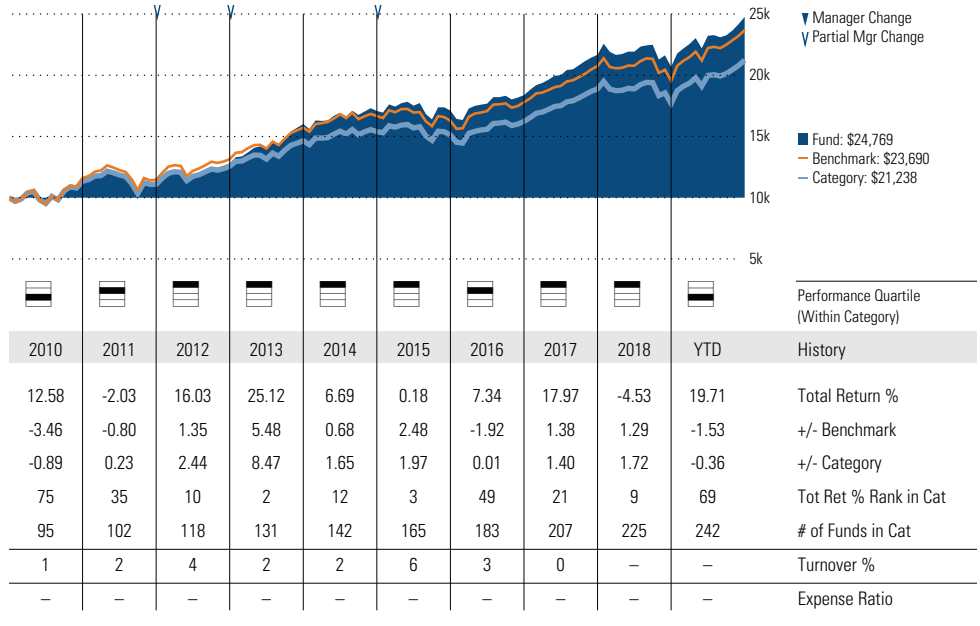 25k
Manager Change
Partial Mgr Change
20k
15k
Fund: $24,769
Benchmark: $23,690
Category: $21,238
10k
5k
Performance Quartile
(Within Category)
2010 2011 2012 2013 2014 2015 2016 2017 2018 YTD History
12.58 -2.03 16.03 25.12 6.69 0.18 7.34 17.97 -4.53 19.71 Total Return %
-3.46 -0.80 1.35 5.48 0.68 2.48 -1.92 1.38 1.29 -1.53 +/- Benchmark
-0.89 0.23 2.44 8.47 1.65 1.97 0.01 1.40 1.72 -0.36 +/- Category
75 35 10 2 12 3 49 21 9 69 Tot Ret % Rank in Cat
95 102 118 131 142 165 183 207 225 242 # of Funds in Cat
1 2 4 2 2 6 3 0 – – Turnover %
– – – – – – – – – – Expense Ratio